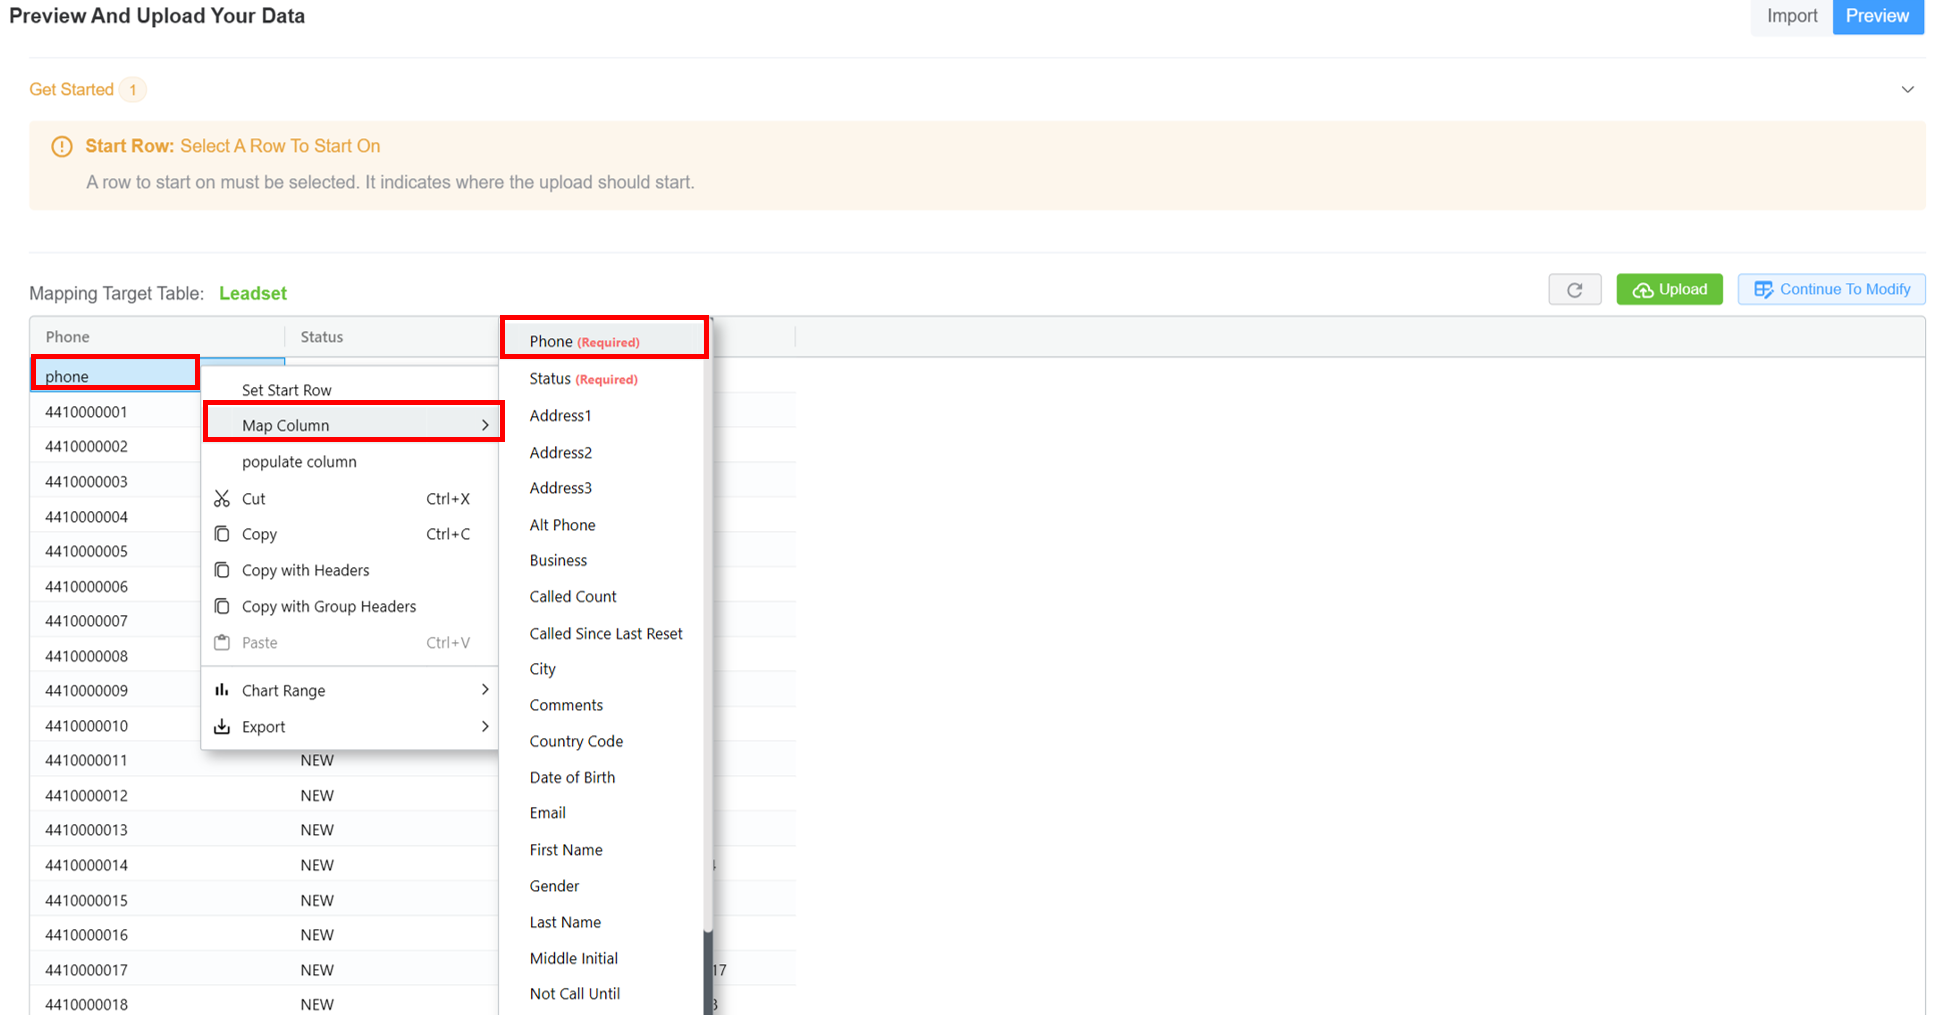 Preview And Upload Your Data
Import Preview
Get Started 1
Start Row: Select A Row To Start On
A row to start on must be selected. It indicates where the upload should start.
Mapping Target Table: Leadset
Upload
Continue To Modify
Phone Status
phone
4410000001
4410000002
4410000003
4410000004
4410000005
4410000006
4410000007
4410000008
4410000009
4410000010
4410000011 NEW
4410000012 NEW
4410000013 NEW
4410000014 NEW
4410000015 NEW
4410000016 NEW
4410000017 NEW 17
4410000018 NEW
Set Start Row
Map Column
populate column
Cut Ctrl+X
Copy Ctrl+C
Copy with Headers
Copy with Group Headers
Paste Ctrl+V
Chart Range
Export
Phone (Required)
Status (Required)
Address1
Address2
Address3
Alt Phone
Business
Called Count
Called Since Last Reset
City
Comments
Country Code
Date of Birth
Email
First Name
Gender
Last Name
Middle Initial
Not Call Until